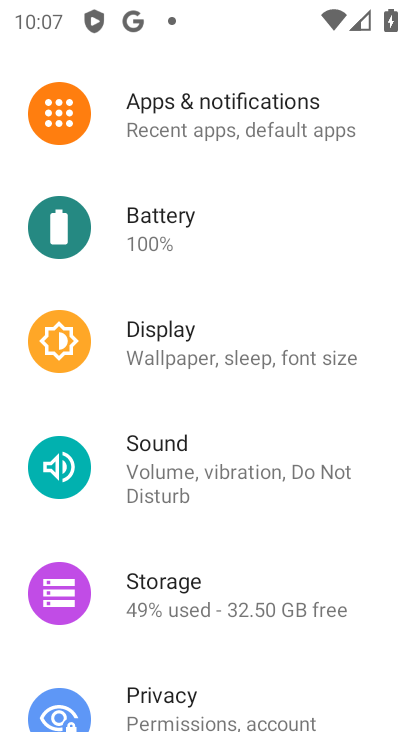 10:07
Apps & notifications
Recent apps, default apps
Battery
100%
Display
Wallpaper, sleep, font size
Sound
Volume, vibration, Do Not
Disturb
Storage
49% used - 32.50 GB free
Privacy
Permissions, account